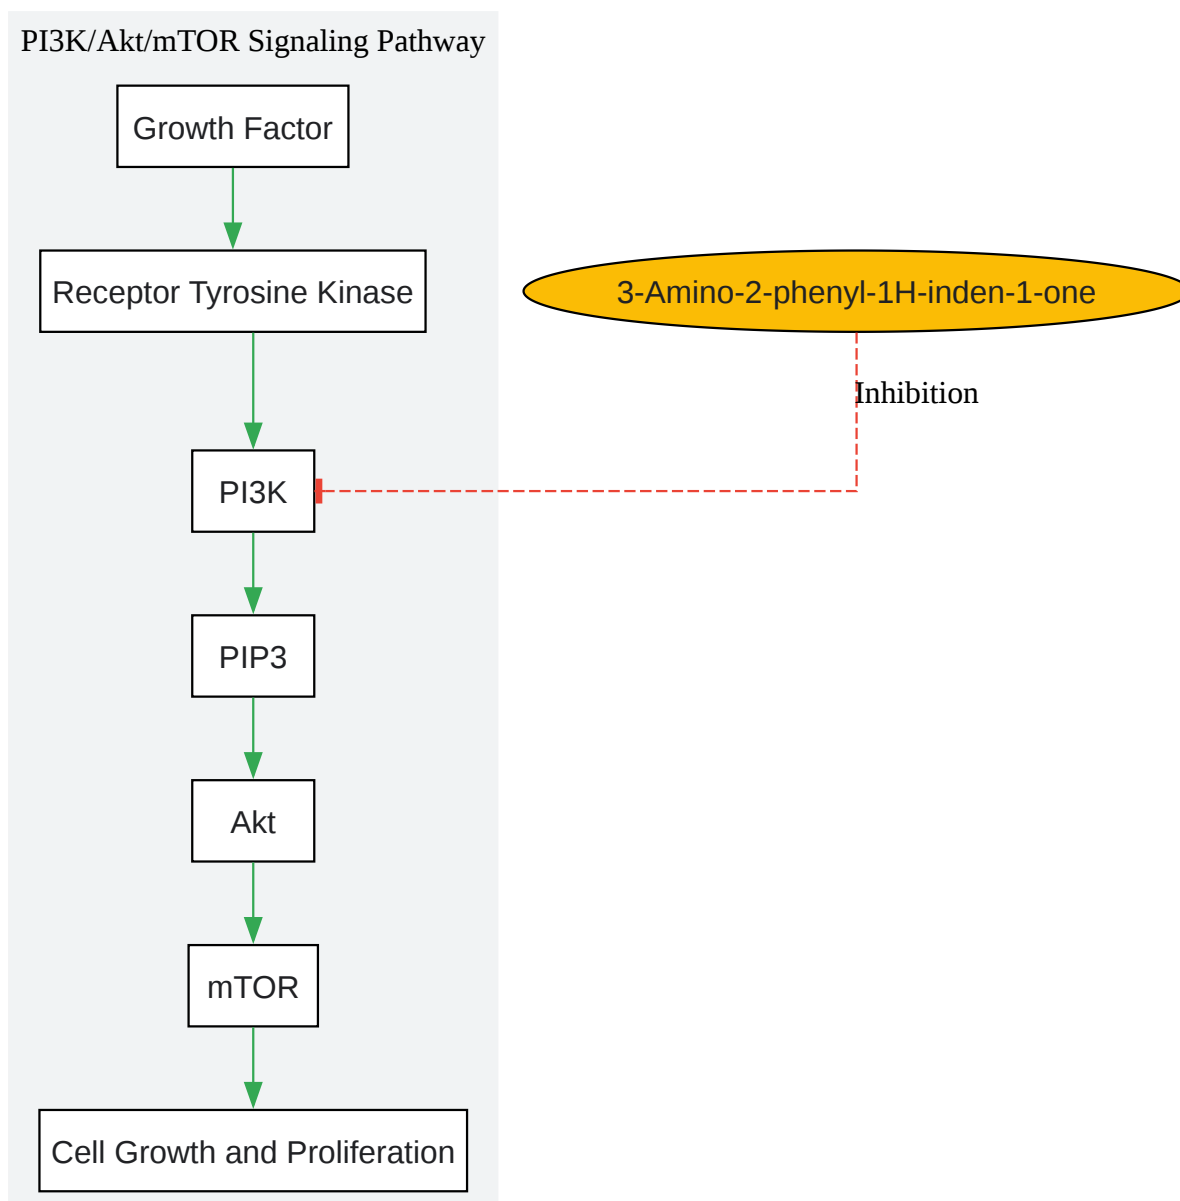 PI3K/Akt/mTOR Signaling Pathway
Growth Factor
Receptor Tyrosine Kinase
3-Amino-2-phenyl-1H-inden-1-one
Inhibition
PI3K
PIP3
Akt
mTOR
Cell Growth and Proliferation